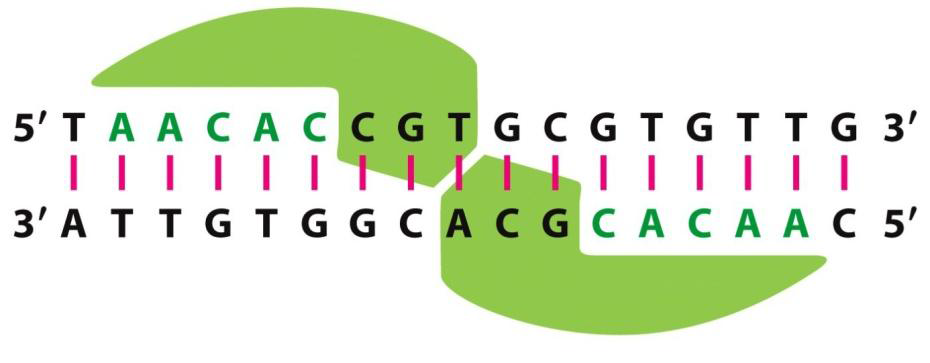 5′ T A A C A C C G T G C G T G T T G 3′
3′ A T T G T G G C A C G C A C A A C 5′